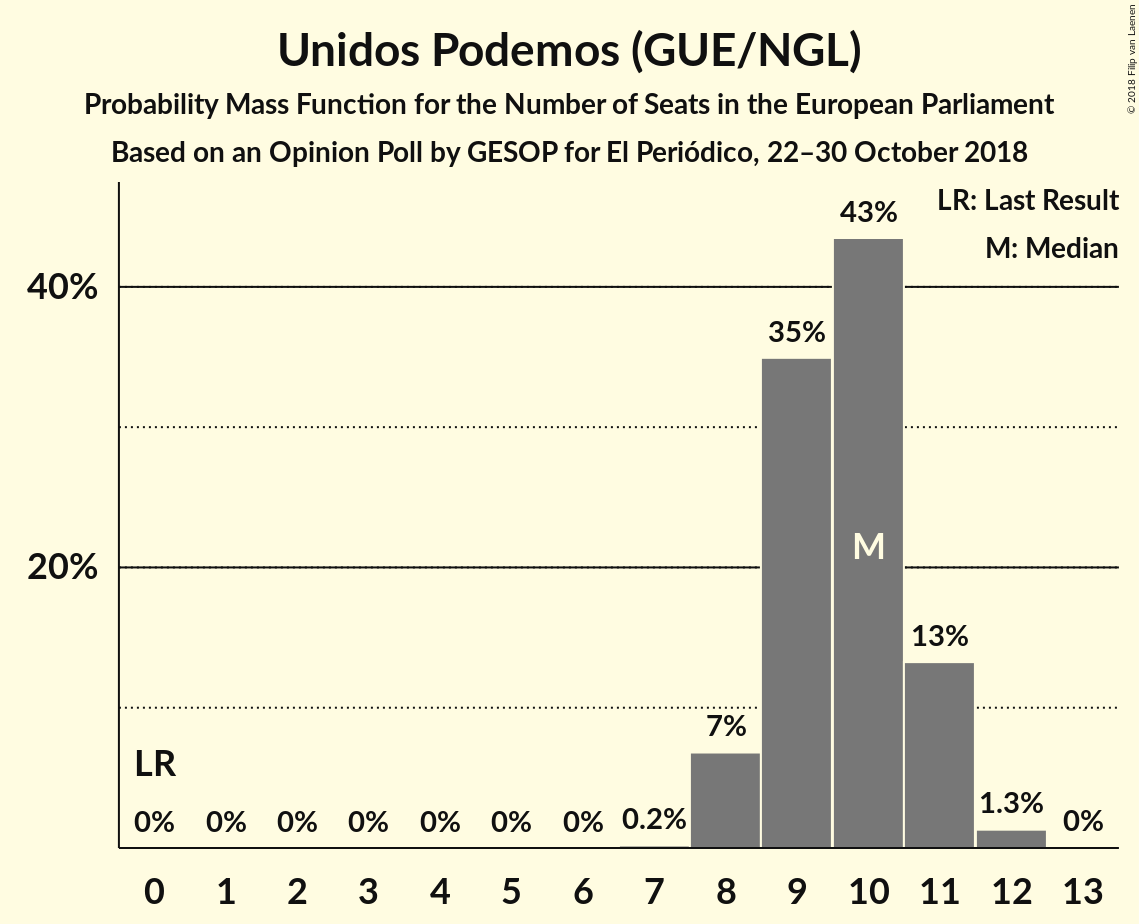 Unidos Podemos (GUE/NGL)
Probability Mass Function for the Number of Seats in the European Parliament
Based on an Opinion Poll by GESOP for El Periódico, 22–30 October 2018
© 2018 Filip van Laenen
LR: Last Result
M: Median
43%
40%
35%
M
20%
13%
7%
LR
0% 0% 0% 0% 0% 0% 0% 0.2% 1.3% 0%
0 1 2 3 4 5 6 7 8 9 10 11 12 13